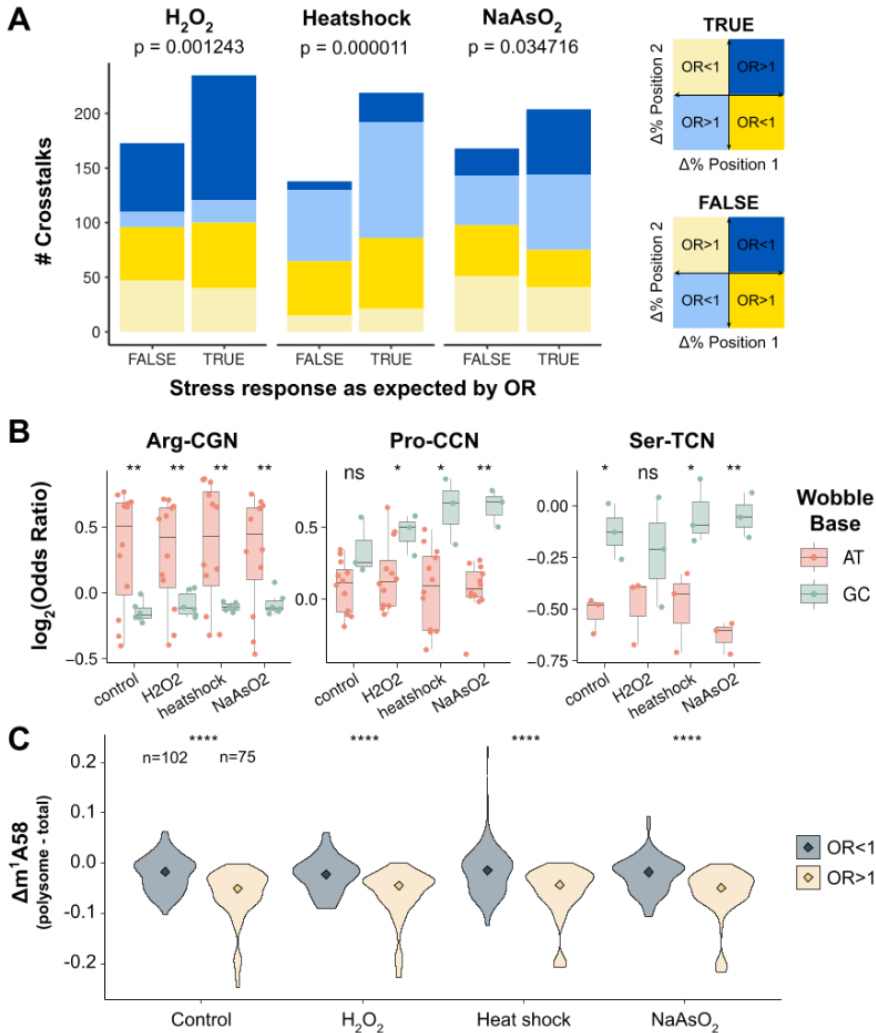 A
H₂O₂
Heatshock
NaAsO₂
p = 0.001243
p = 0.000011
p = 0.034716
# Crosstalks
200
150
100
50
0
FALSE
TRUE
FALSE
TRUE
FALSE
TRUE
Stress response as expected by OR
TRUE
Δ% Position 2
OR<1
OR>1
OR>1
OR<1
Δ% Position 1
FALSE
Δ% Position 2
OR>1
OR<1
OR<1
OR>1
Δ% Position 1
B
Arg-CGN
Pro-CCN
Ser-TCN
log₂(Odds Ratio)
** ** ** **
0.5
0.0
−0.5
control
H2O2
heatshock
NaAsO2
ns * * **
0.5
0.0
control
H2O2
heatshock
NaAsO2
* ns * **
0.00
−0.25
−0.50
−0.75
control
H2O2
heatshock
NaAsO2
Wobble
Base
AT
GC
C
Δm¹A58
(polysome - total)
0.2
0.1
0.0
-0.1
-0.2
**** **** **** ****
n=102
n=75
Control
H₂O₂
Heat shock
NaAsO₂
OR<1
OR>1